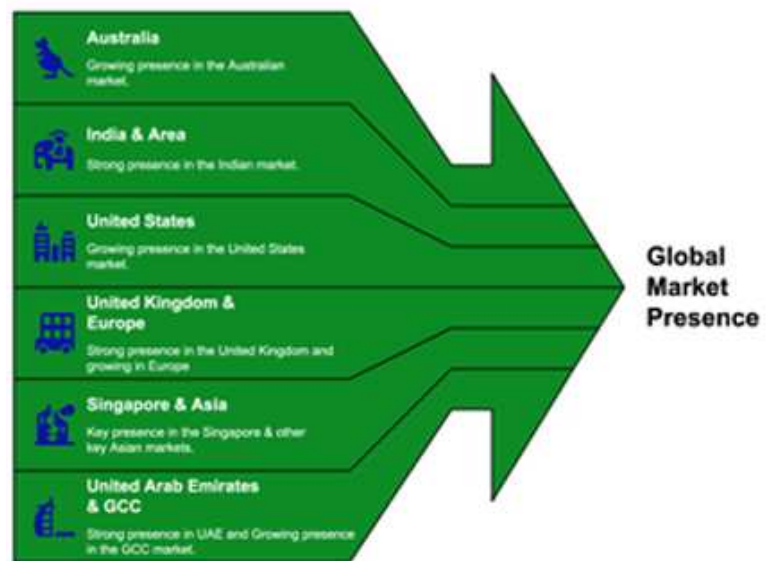 Australia
Growing presence in the Australian
market.
India & Area
Strong presence in the Indian market.
United States
Growing presence in the United States
market.
United Kingdom &
Europe
Strong presence in the United Kingdom and
growing in Europe
Singapore & Asia
Key presence in the Singapore & other
key Asian markets.
United Arab Emirates
& GCC
Strong presence in UAE and Growing presence
in the GCC market.
Global
Market
Presence